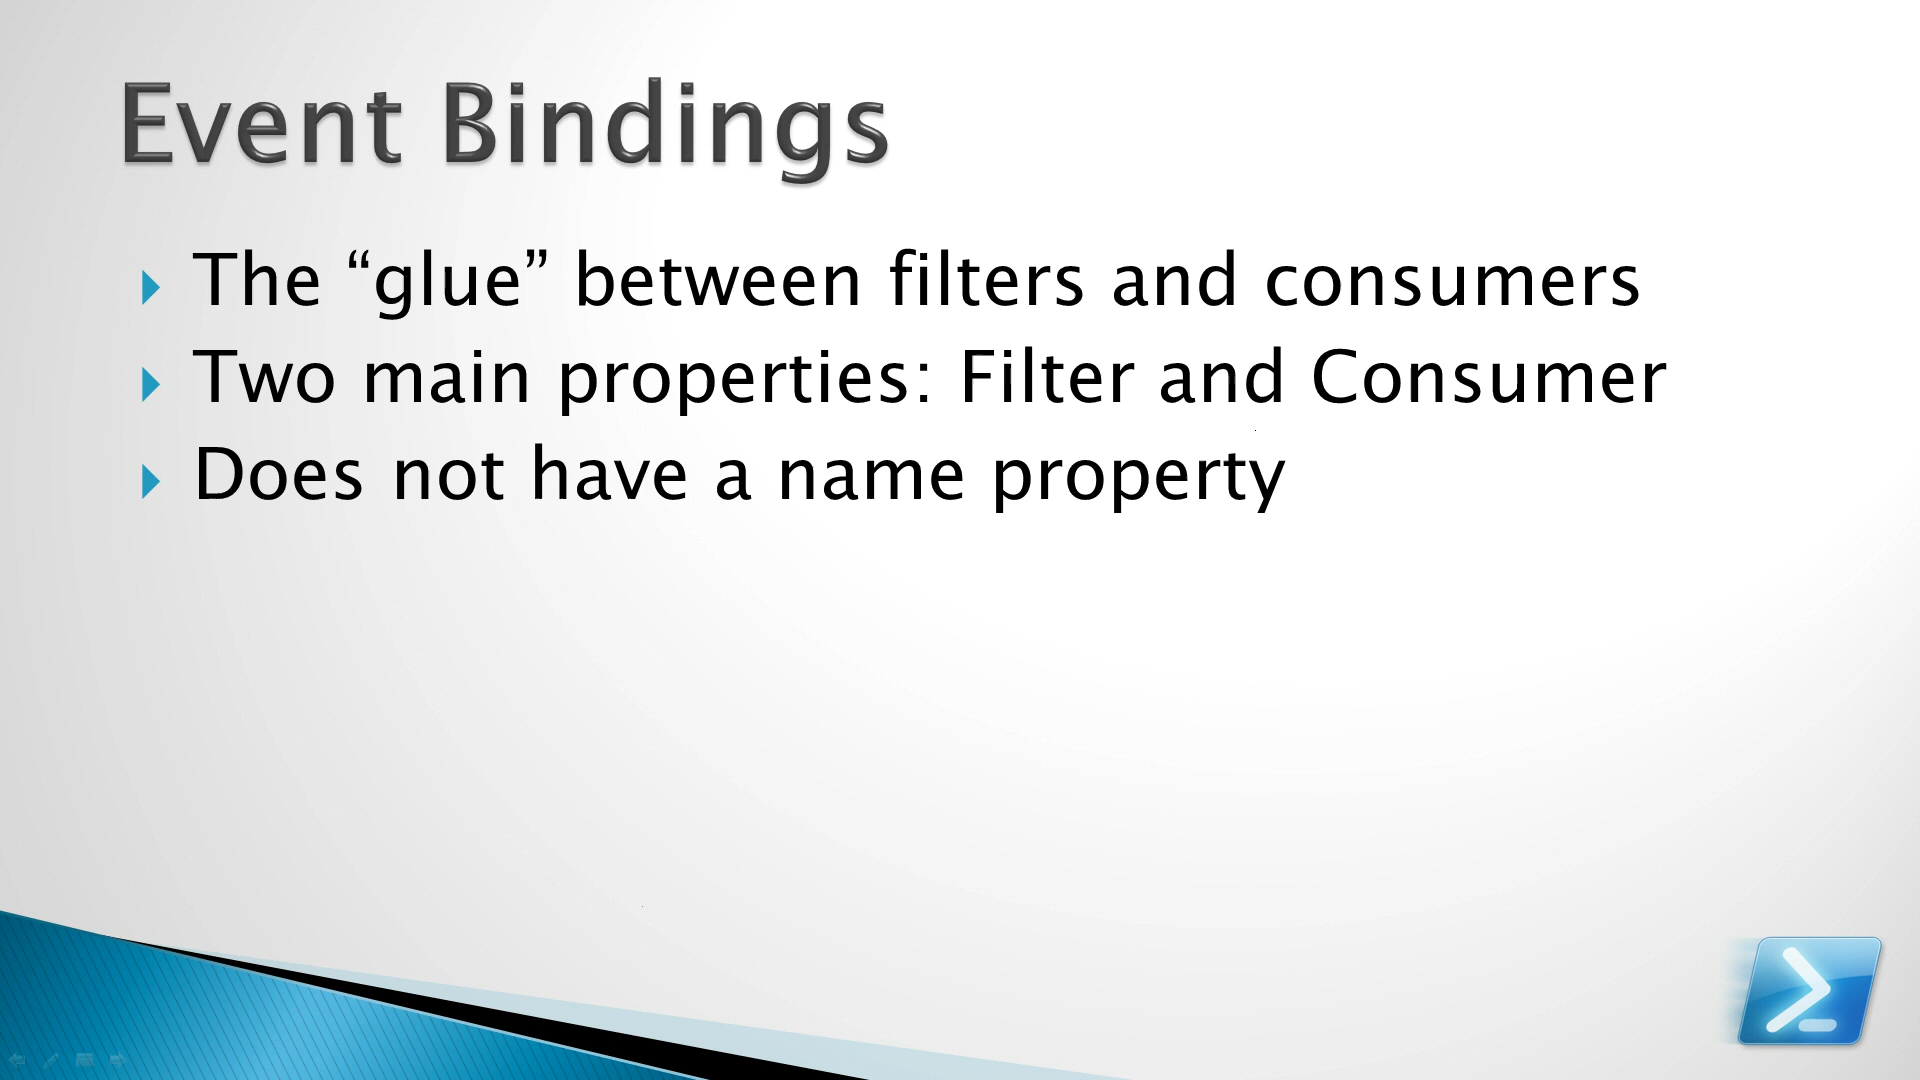 Event Bindings
The “glue” between filters and consumers
Two main properties: Filter and Consumer
Does not have a name property